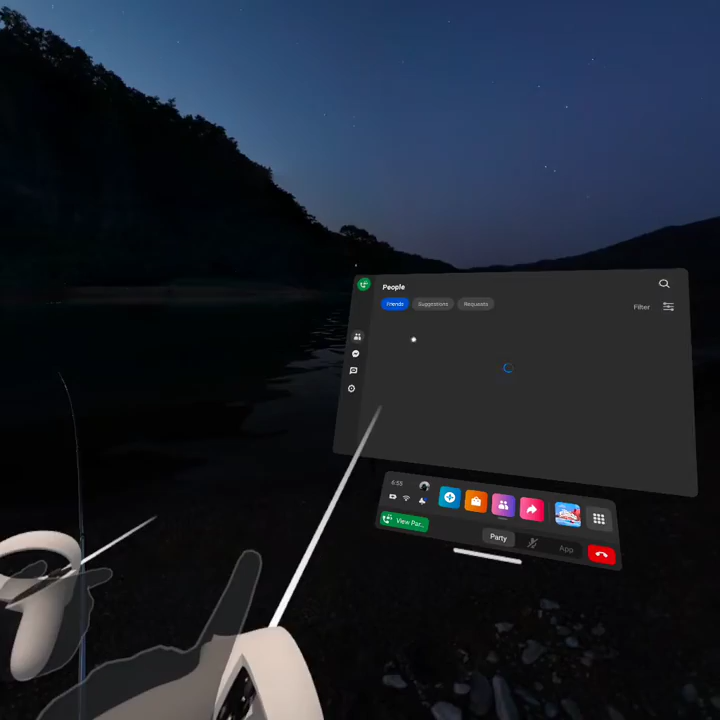 People
Friends
Suggestions
Requests
Filter
6:55
View Par...
Party
App